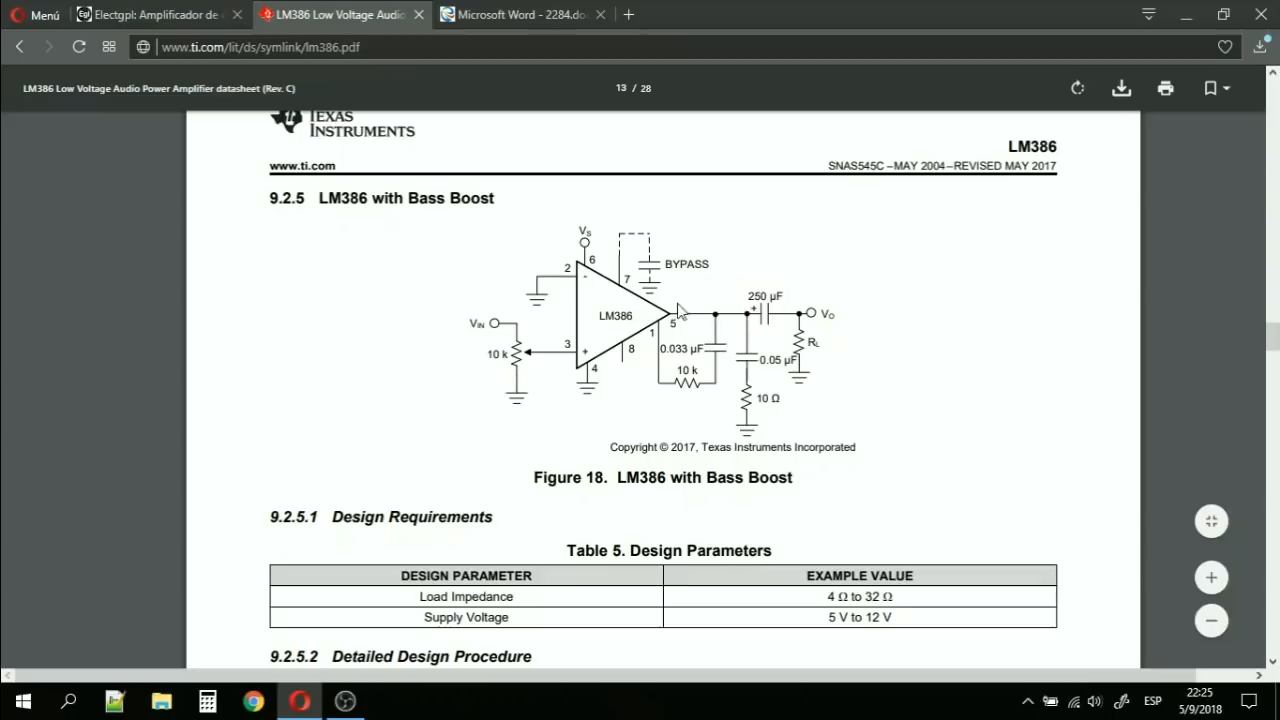 Menú
Electgpl: Amplificador de
LM386 Low Voltage Audio
Microsoft Word - 2284.do
www.ti.com/lit/ds/symlink/lm386.pdf
LM386 Low Voltage Audio Power Amplifier datasheet (Rev. C)
13 / 28
TEXAS
INSTRUMENTS
LM386
www.ti.com
SNAS545C –MAY 2004–REVISED MAY 2017
9.2.5 LM386 with Bass Boost
VS
6
2
-
7
BYPASS
LM386
250 µF
+
VO
5
VIN
1
10 k
3
+
8
0.033 µF
RL
4
10 k
0.05 µF
10 Ω
Copyright © 2017, Texas Instruments Incorporated
Figure 18. LM386 with Bass Boost
9.2.5.1 Design Requirements
Table 5. Design Parameters
DESIGN PARAMETER
EXAMPLE VALUE
Load Impedance
4 Ω to 32 Ω
Supply Voltage
5 V to 12 V
9.2.5.2 Detailed Design Procedure
ESP
22:25
5/9/2018